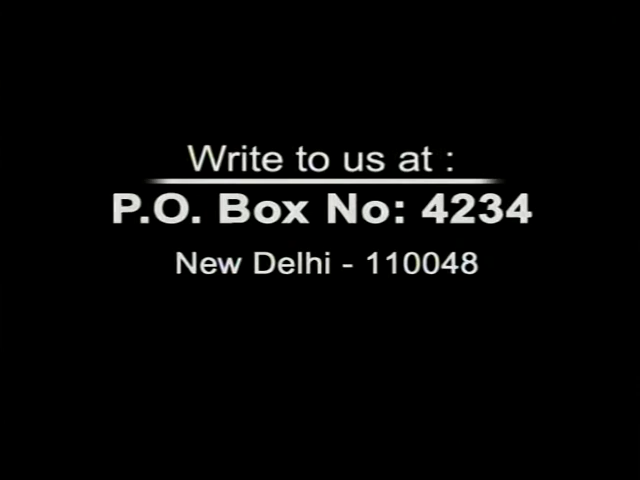 Write to us at :
P.O. Box No: 4234
New Delhi - 110048